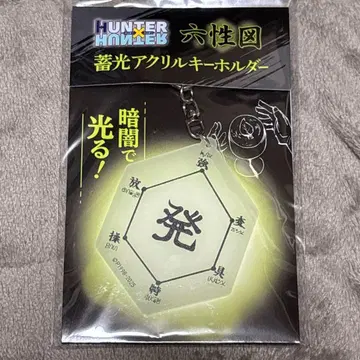 HUNTER×HUNTER
六性図
蓄光アクリルキーホルダー
暗闇で
光る!
強
放
変
発
操
具
特